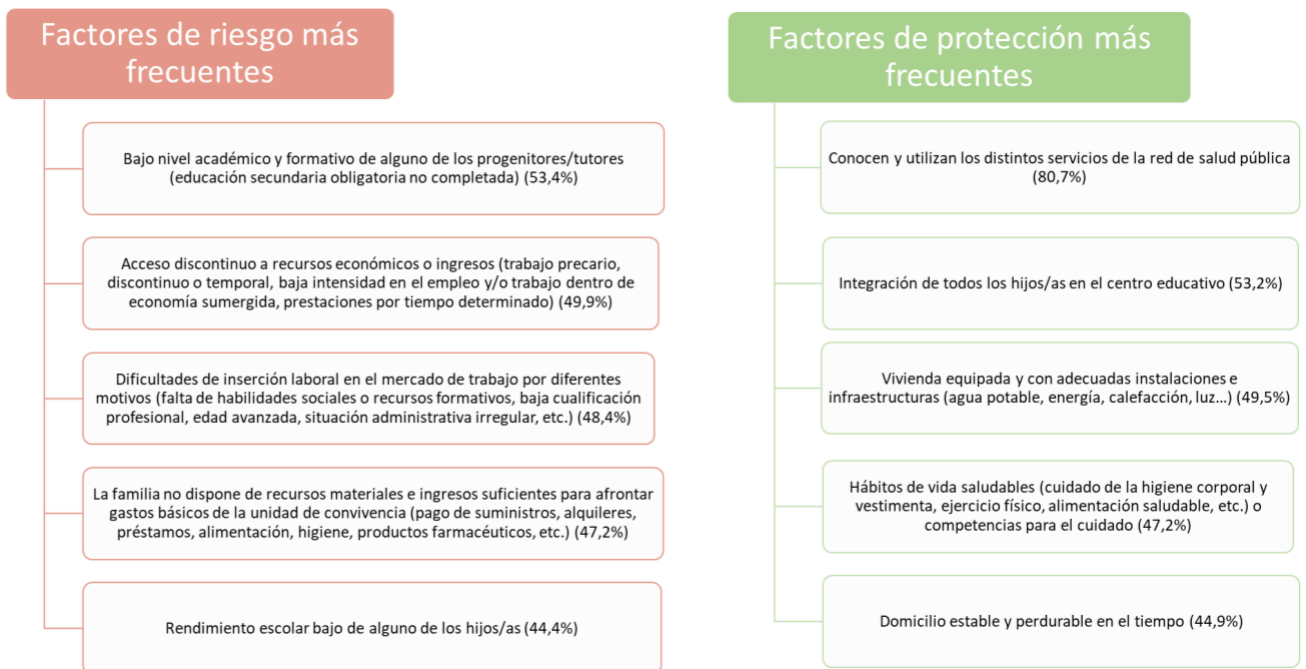 Factores de riesgo más
frecuentes
Bajo nivel académico y formativo de alguno de los progenitores/tutores
(educación secundaria obligatoria no completada) (53,4%)
Acceso discontinuo a recursos económicos o ingresos (trabajo precario,
discontinuo o temporal, baja intensidad en el empleo y/o trabajo dentro de
economía sumergida, prestaciones por tiempo determinado) (49,9%)
Dificultades de inserción laboral en el mercado de trabajo por diferentes
motivos (falta de habilidades sociales o recursos formativos, baja cualificación
profesional, edad avanzada, situación administrativa irregular, etc.) (48,4%)
La familia no dispone de recursos materiales e ingresos suficientes para afrontar
gastos básicos de la unidad de convivencia (pago de suministros, alquileres,
préstamos, alimentación, higiene, productos farmacéuticos, etc.) (47,2%)
Rendimiento escolar bajo de alguno de los hijos/as (44,4%)
Factores de protección más
frecuentes
Conocen y utilizan los distintos servicios de la red de salud pública
(80,7%)
Integración de todos los hijos/as en el centro educativo (53,2%)
Vivienda equipada y con adecuadas instalaciones e
infraestructuras (agua potable, energía, calefacción, luz...) (49,5%)
Hábitos de vida saludables (cuidado de la higiene corporal y
vestimenta, ejercicio físico, alimentación saludable, etc.) o
competencias para el cuidado (47,2%)
Domicilio estable y perdurable en el tiempo (44,9%)